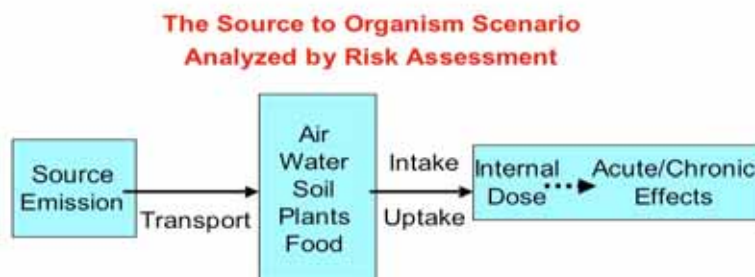 The Source to Organism Scenario
Analyzed by Risk Assessment
Source
Emission
Transport
Air
Water
Soil
Plants
Food
Intake
Uptake
Internal
Dose
Acute/Chronic
Effects